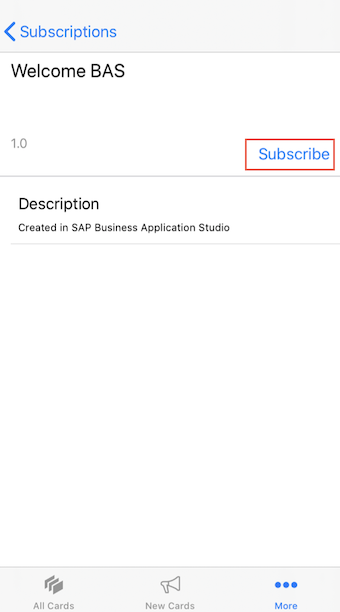 Subscriptions
Welcome BAS
1.0
Subscribe
Description
Created in SAP Business Application Studio
All Cards
New Cards
More